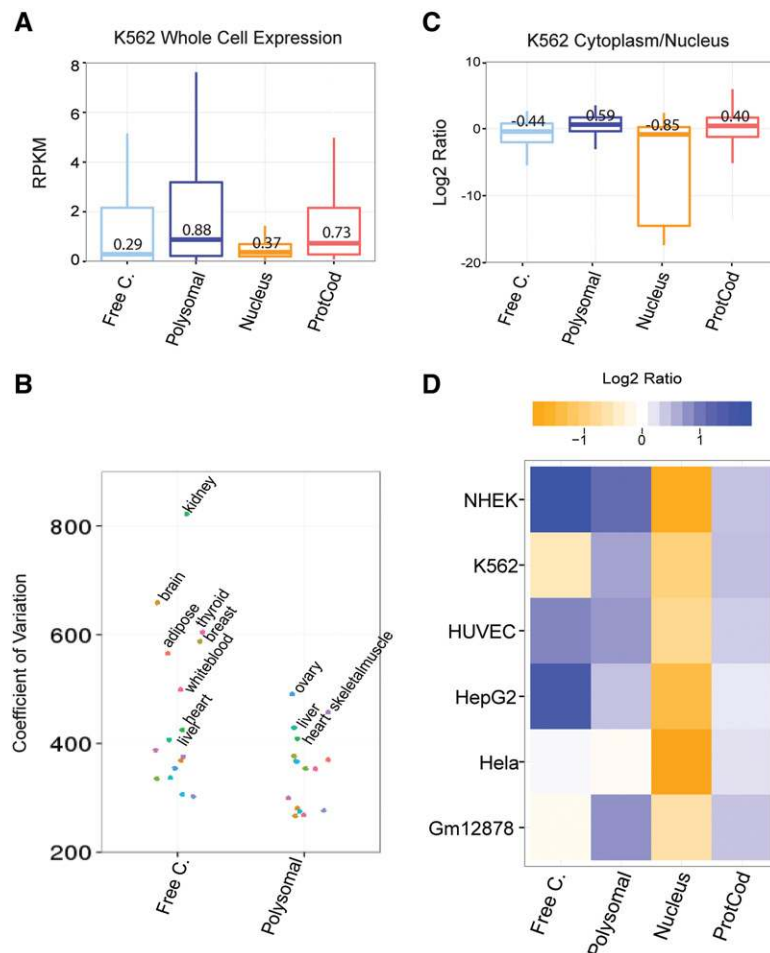 A
K562 Whole Cell Expression
8
6
4
2
0
RPKM
0.29
0.88
0.37
0.73
Free C.
Polysomal
Nucleus
ProtCod
C
K562 Cytoplasm/Nucleus
10
0
-10
-20
Log2 Ratio
-0.44
0.59
-0.85
0.40
Free C.
Polysomal
Nucleus
ProtCod
B
Coefficient of Variation
800
600
400
200
kidney
brain
thyroid
breast
adipose
whiteblood
heart
liver
ovary
skeletalmuscle
liver
heart
Free C.
Polysomal
D
Log2 Ratio
−1
0
1
NHEK
K562
HUVEC
HepG2
Hela
Gm12878
Free C.
Polysomal
Nucleus
ProtCod